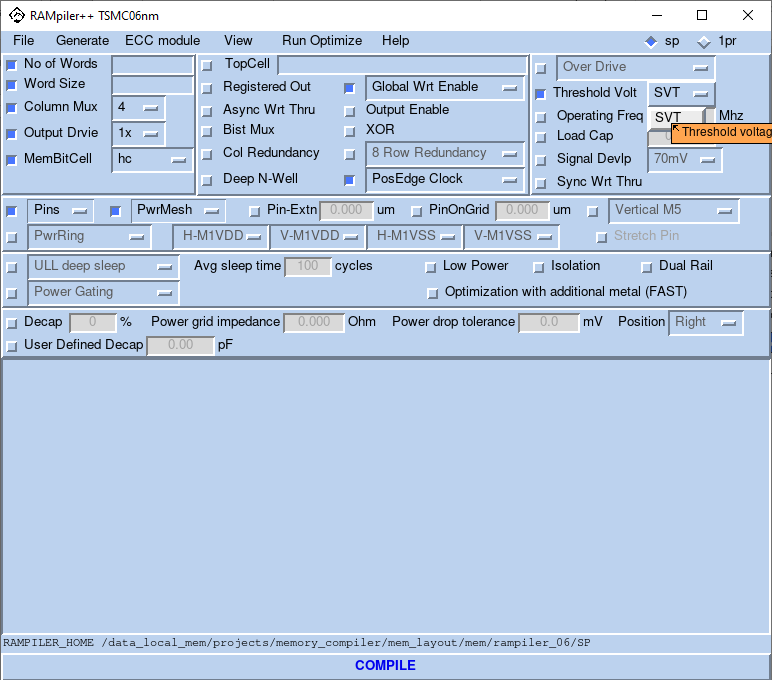 RAMpiler++ TSMC06nm
File Generate ECC module View Run Optimize Help sp 1pr
No of Words
Word Size
Column Mux 4
Output Drvie 1x
MemBitCell hc
TopCell
Registered Out Global Wrt Enable
Async Wrt Thru Output Enable
Bist Mux XOR
Col Redundancy 8 Row Redundancy
Deep N-Well PosEdge Clock
Over Drive
Threshold Volt SVT
Operating Freq SVT Mhz
Threshold voltag
Load Cap
Signal Devlp 70mV
Sync Wrt Thru
Pins PwrMesh Pin-Extn 0.000 um PinOnGrid 0.000 um Vertical M5
PwrRing H-M1VDD V-M1VDD H-M1VSS V-M1VSS Stretch Pin
ULL deep sleep Avg sleep time 100 cycles Low Power Isolation Dual Rail
Power Gating Optimization with additional metal (FAST)
Decap 0 % Power grid impedance 0.000 Ohm Power drop tolerance 0.0 mV Position Right
User Defined Decap 0.00 pF
RAMPILER_HOME /data_local_mem/projects/memory_compiler/mem_layout/mem/rampiler_06/SP
COMPILE